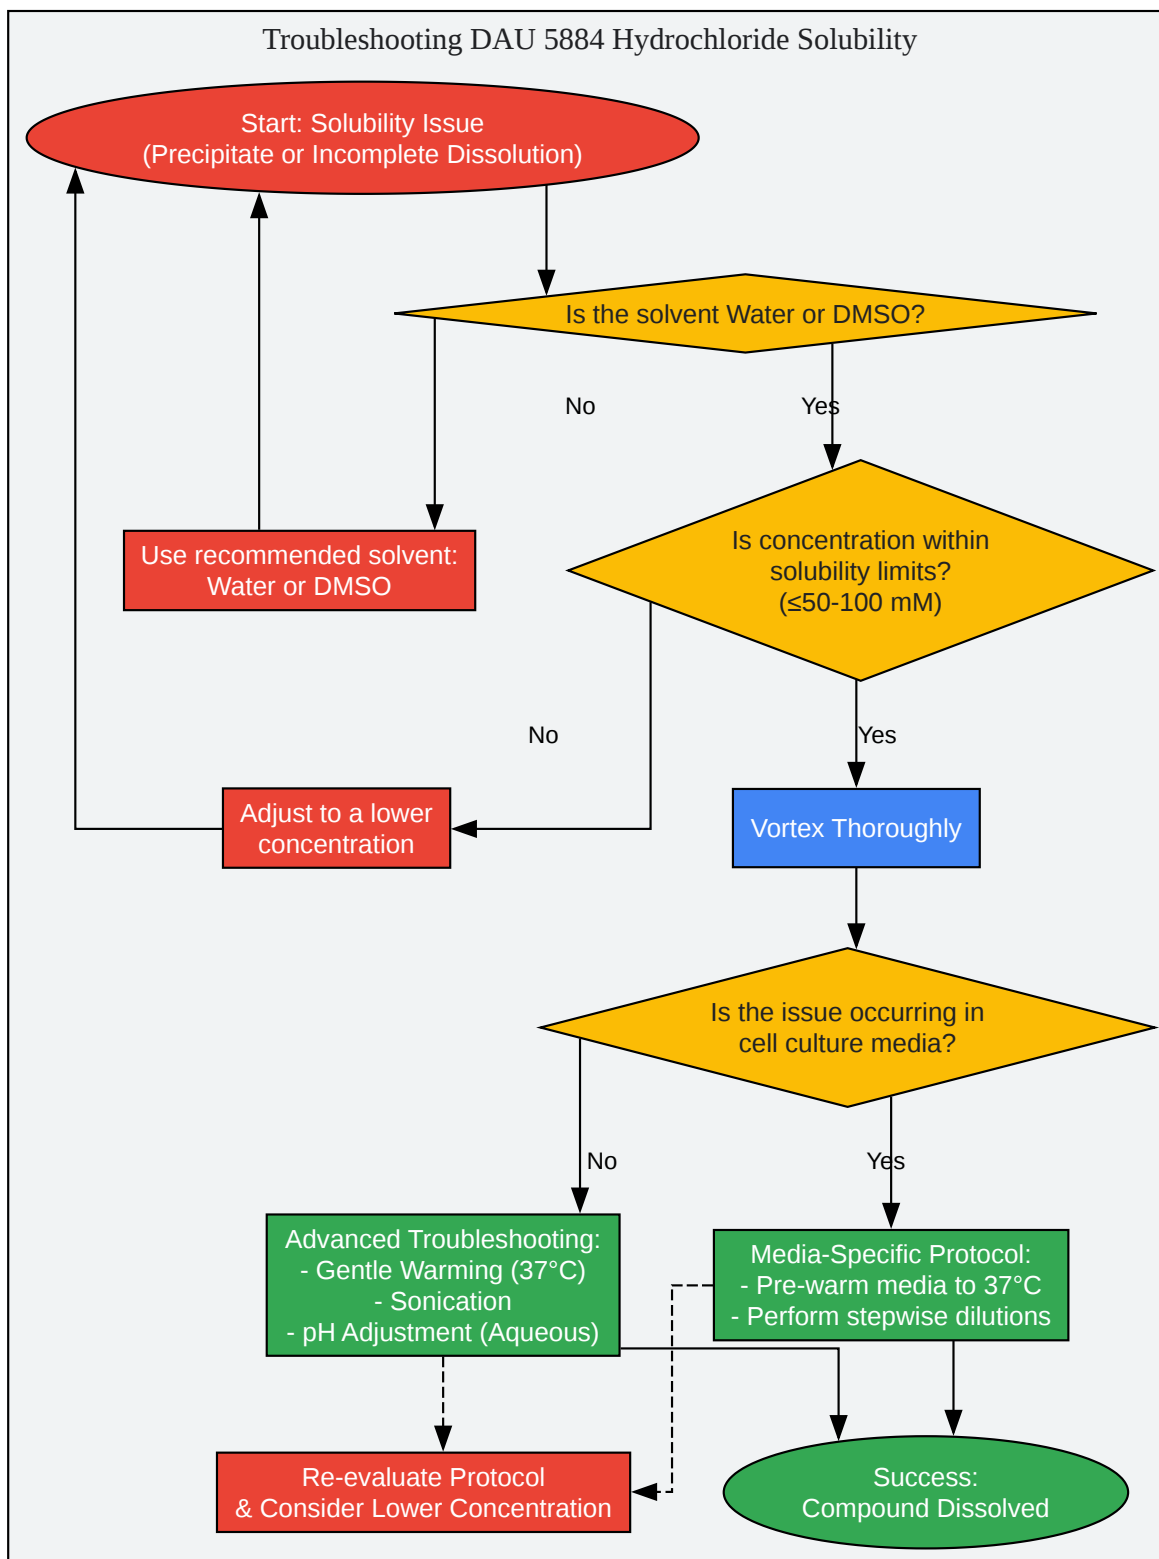 Troubleshooting DAU 5884 Hydrochloride Solubility
Start: Solubility Issue
(Precipitate or Incomplete Dissolution)
Is the solvent Water or DMSO?
No
Yes
Use recommended solvent:
Water or DMSO
Is concentration within
solubility limits?
(≤50-100 mM)
No
Yes
Adjust to a lower
concentration
Vortex Thoroughly
Is the issue occurring in
cell culture media?
No
Yes
Advanced Troubleshooting:
- Gentle Warming (37°C)
- Sonication
- pH Adjustment (Aqueous)
Media-Specific Protocol:
- Pre-warm media to 37°C
- Perform stepwise dilutions
Re-evaluate Protocol
& Consider Lower Concentration
Success:
Compound Dissolved